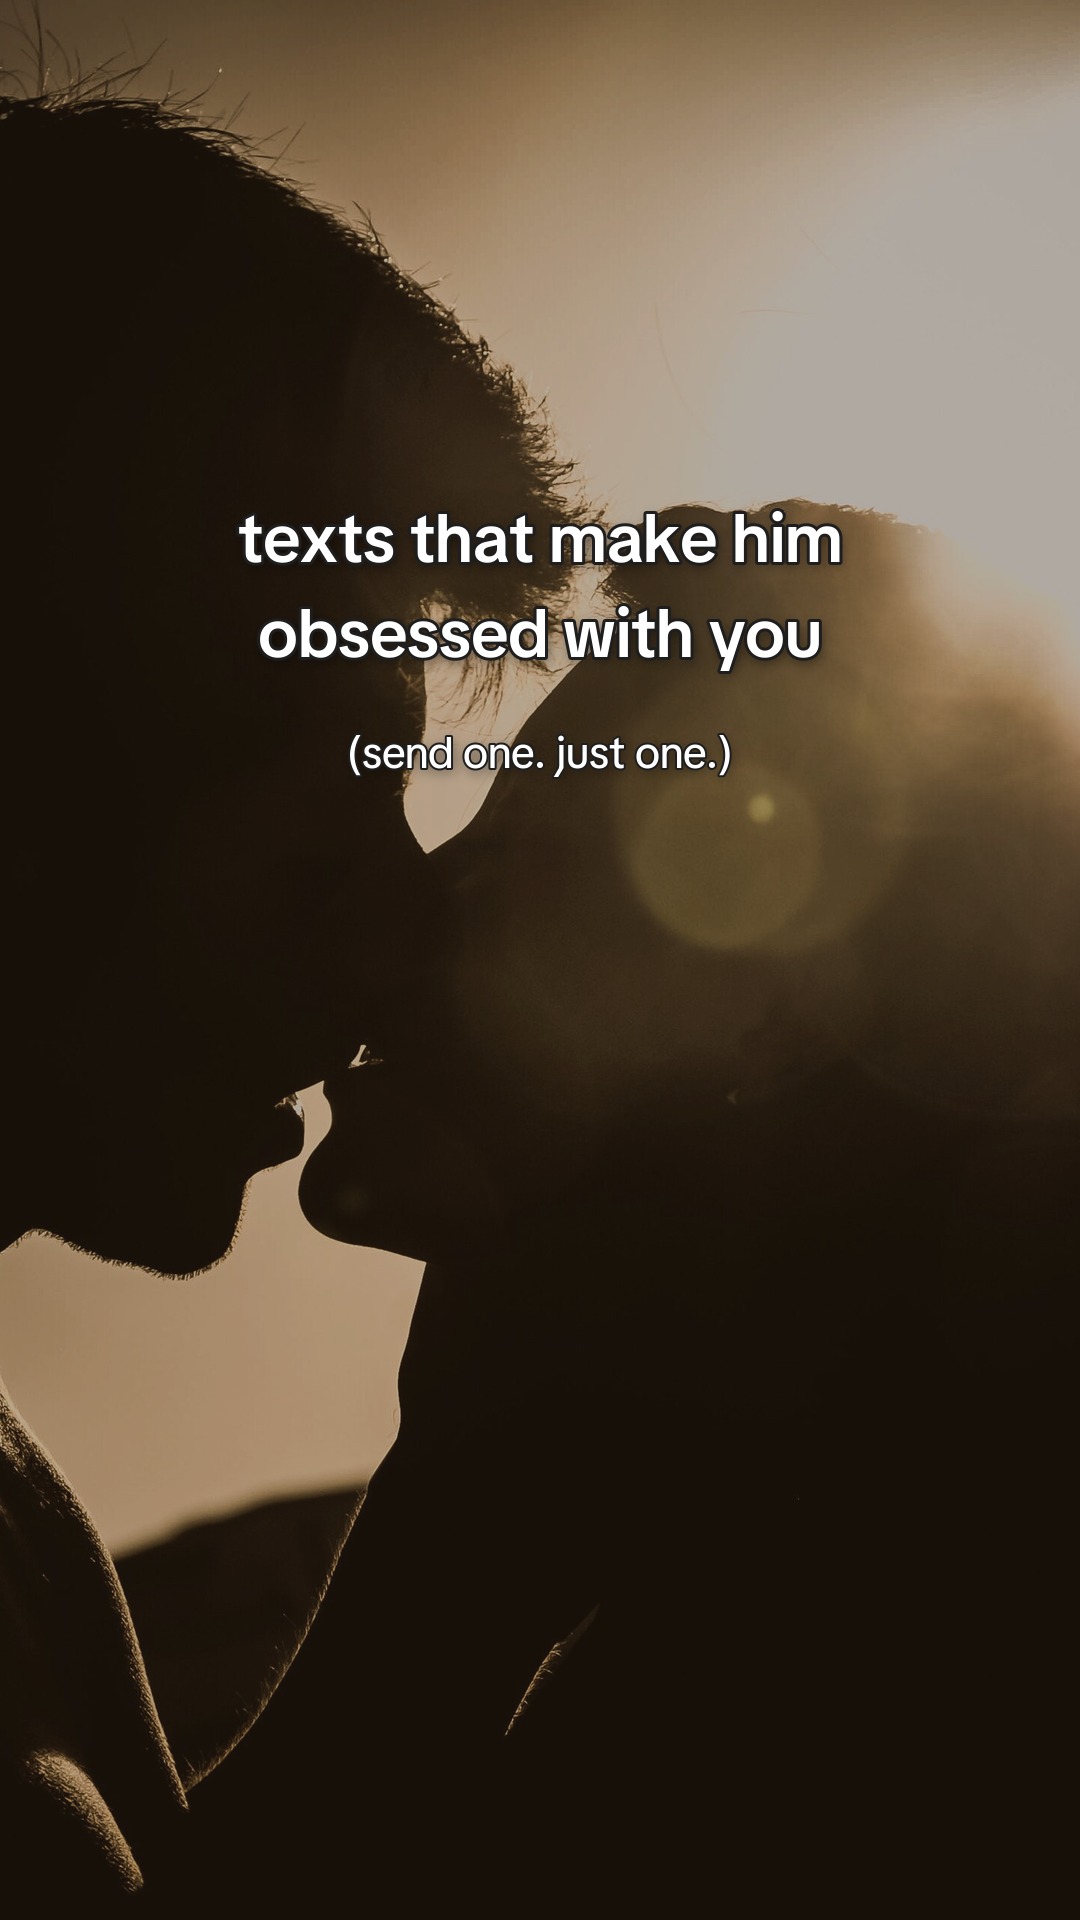 texts that make him
obsessed with you
(send one. just one.)